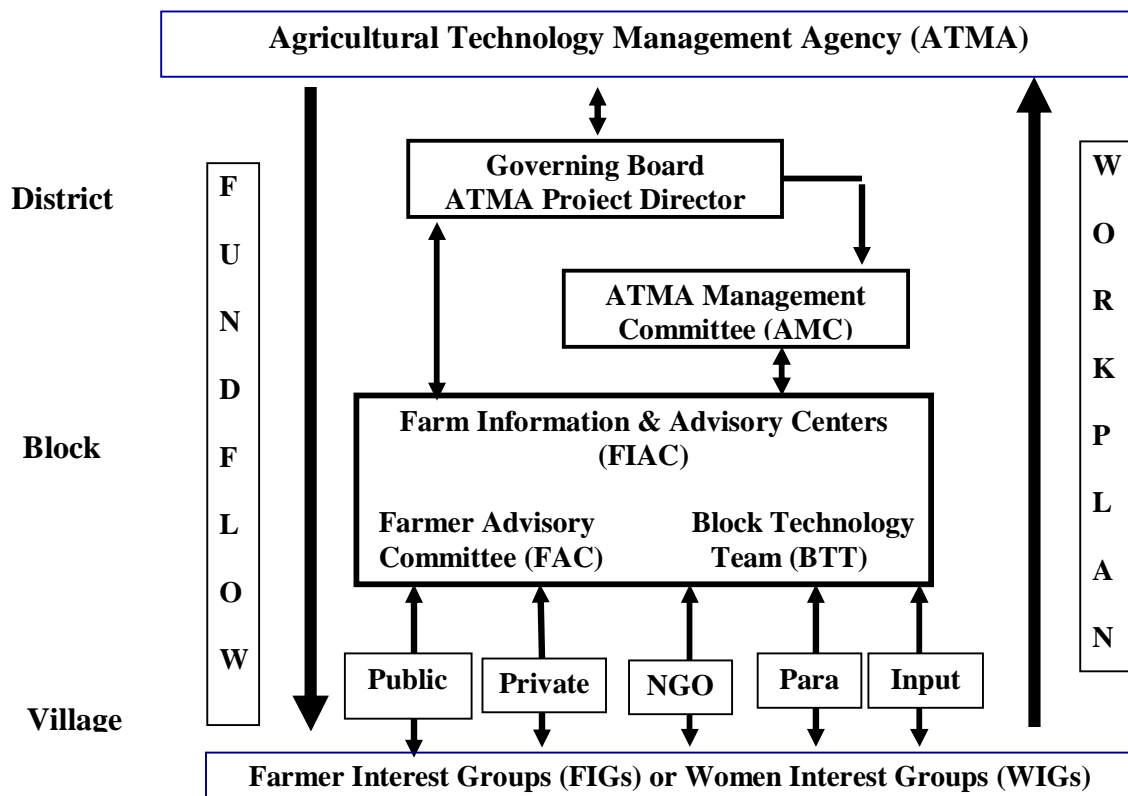 Agricultural Technology Management Agency (ATMA)
Governing Board
ATMA Project Director
District
F
U
N
D
F
L
O
W
W
O
R
K
P
L
A
N
ATMA Management
Committee (AMC)
Farm Information & Advisory Centers
(FIAC)
Block
Farmer Advisory
Committee (FAC)
Block Technology
Team (BTT)
Public
Private
NGO
Para
Input
Village
Farmer Interest Groups (FIGs) or Women Interest Groups (WIGs)